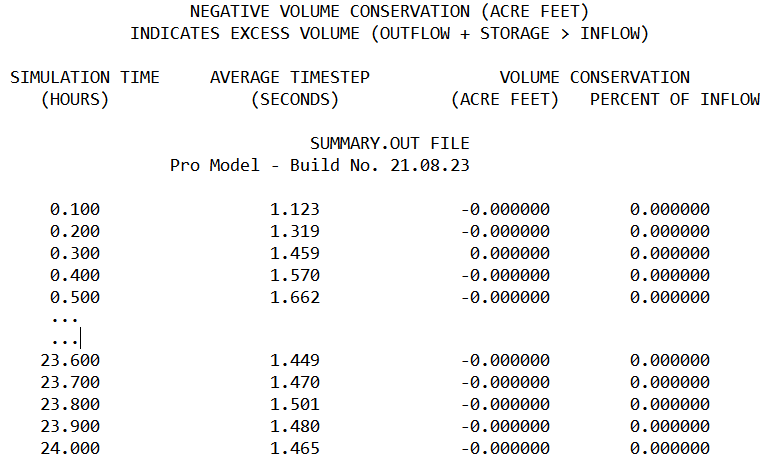 NEGATIVE VOLUME CONSERVATION (ACRE FEET)
INDICATES EXCESS VOLUME (OUTFLOW + STORAGE > INFLOW)
SIMULATION TIME AVERAGE TIMESTEP VOLUME CONSERVATION
(HOURS) (SECONDS) (ACRE FEET) PERCENT OF INFLOW
SUMMARY.OUT FILE
Pro Model - Build No. 21.08.23
0.100 1.123 -0.000000 0.000000
0.200 1.319 -0.000000 0.000000
0.300 1.459 0.000000 0.000000
0.400 1.570 -0.000000 0.000000
0.500 1.662 -0.000000 0.000000
...
...
23.600 1.449 -0.000000 0.000000
23.700 1.470 -0.000000 0.000000
23.800 1.501 -0.000000 0.000000
23.900 1.480 -0.000000 0.000000
24.000 1.465 -0.000000 0.000000